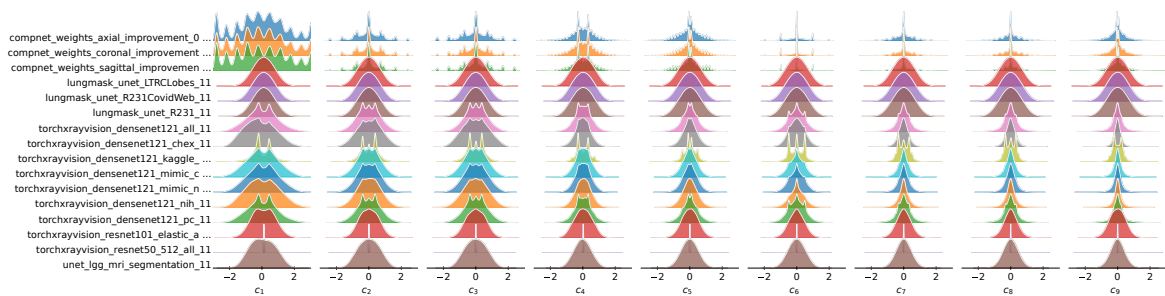 compnet_weights_axial_improvement_0 ...
compnet_weights_coronal_improvement ...
compnet_weights_sagittal_improvemen ...
lungmask_unet_LTRCLobes_11
lungmask_unet_R231CovidWeb_11
lungmask_unet_R231_11
torchxrayvision_densenet121_all_11
torchxrayvision_densenet121_chex_11
torchxrayvision_densenet121_kaggle_ ...
torchxrayvision_densenet121_mimic_c ...
torchxrayvision_densenet121_mimic_n ...
torchxrayvision_densenet121_nih_11
torchxrayvision_densenet121_pc_11
torchxrayvision_resnet101_elastic_a ...
torchxrayvision_resnet50_512_all_11
unet_lgg_mri_segmentation_11
−2 0 2 −2 0 2 −2 0 2 −2 0 2 −2 0 2 −2 0 2 −2 0 2 −2 0 2 −2 0 2
c1 c2 c3 c4 c5 c6 c7 c8 c9